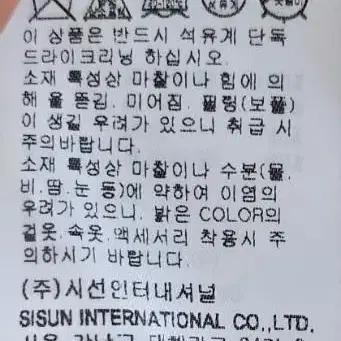 이 상품은 반드시 석유계 단독
드라이크리닝 하십시오.
소재 특성상 마찰이나 힘에 의
해 올 뜯김. 미어짐. 필링(보풀)
이 생길 우려가 있으니 취급 시
주의바랍니다.
소재 특성상 마찰이나 수분(물.
비.땀.눈 등)에 약하여 이염의
우려가 있으니. 밝은 COLOR의
겉옷.속옷.액세서리 착용시 주
의하시기 바랍니다.
(주)시선인터내셔널
SISUN INTERNATIONAL CO.,LTD.